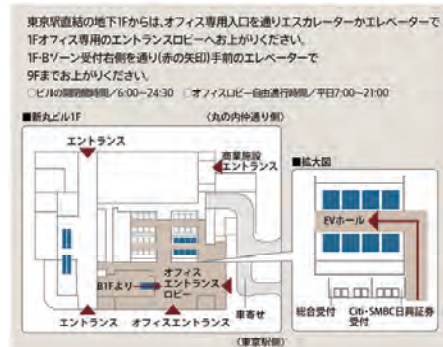 東京駅直結の地下1Fからは、オフィス専用入口を通りエスカレーターかエレベーターで
1Fオフィス専用のエントランスロビーへお上がりください。
1F・Bゾーン受付右側を通り(赤の矢印)手前のエレベーターで
9Fまでお上がりください。
○ビルの開閉館時間／6:00〜24:30 ○オフィスロビー自由通行時間／平日7:00〜21:00
■新丸ビル1F
〈丸の内仲通り側〉
エントランス
商業施設
エントランス
B1Fより
オフィス
エントランス
ロビー
エントランス
オフィスエントランス
車寄せ
〈東京駅側〉
■拡大図
EVホール
総合受付
Citi・SMBC日興証券
受付